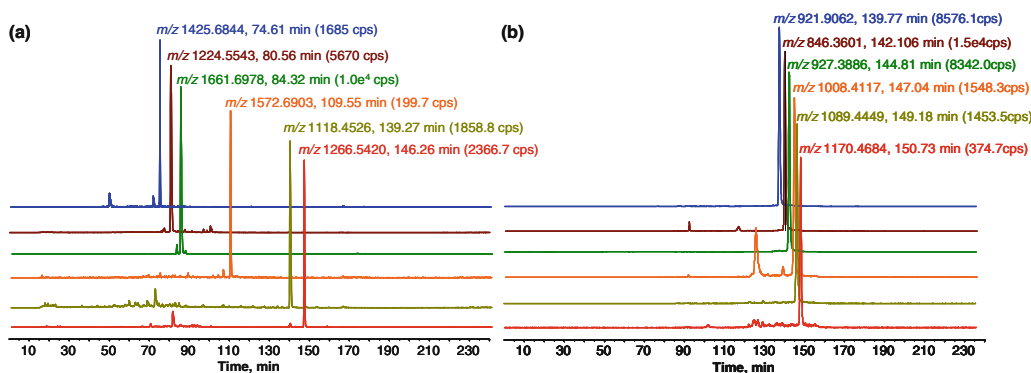 (a)
m/z 1425.6844, 74.61 min (1685 cps)
m/z 1224.5543, 80.56 min (5670 cps)
m/z 1661.6978, 84.32 min (1.0e⁴ cps)
m/z 1572.6903, 109.55 min (199.7 cps)
m/z 1118.4526, 139.27 min (1858.8 cps)
m/z 1266.5420, 146.26 min (2366.7 cps)
10 30 50 70 90 110 130 150 170 190 210 230
Time, min
(b)
m/z 921.9062, 139.77 min (8576.1cps)
m/z 846.3601, 142.106 min (1.5e4cps)
m/z 927.3886, 144.81 min (8342.0cps)
m/z 1008.4117, 147.04 min (1548.3cps)
m/z 1089.4449, 149.18 min (1453.5cps)
m/z 1170.4684, 150.73 min (374.7cps)
10 30 50 70 90 110 130 150 170 190 210 230
Time, min